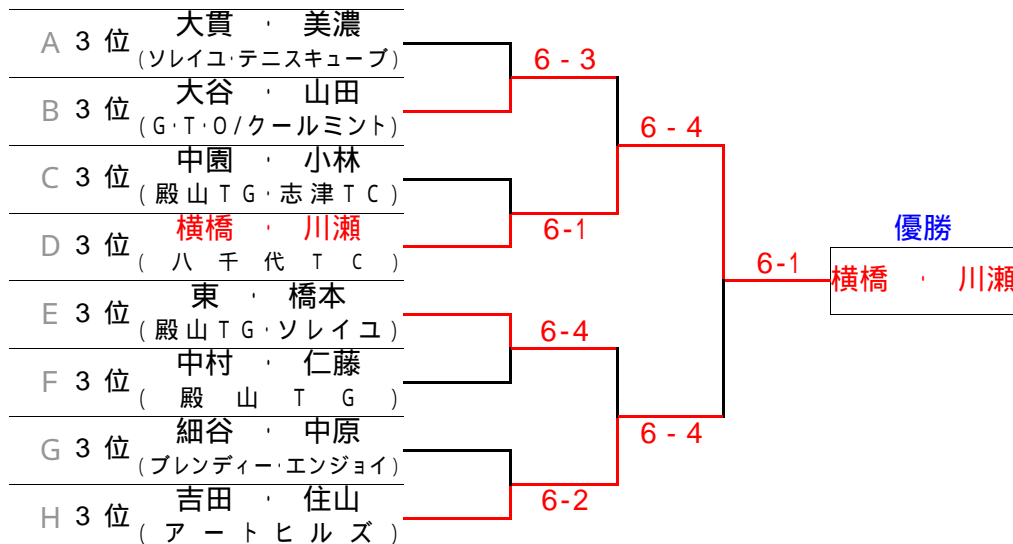 A 3 位 大貫 ・ 美濃
(ソレイユ・テニスキューブ)
6 - 3
B 3 位 大谷 ・ 山田
(G・T・O/クールミント)
6 - 4
C 3 位 中園 ・ 小林
(殿山TG・志津TC)
6-1
D 3 位 横橋 ・ 川瀬
(八千代TC)
優勝
6-1
横橋 ・ 川瀬
E 3 位 東 ・ 橋本
(殿山TG・ソレイユ)
6-4
F 3 位 中村 ・ 仁藤
(殿山TG)
6 - 4
G 3 位 細谷 ・ 中原
(ブレンディー・エンジョイ)
6-2
H 3 位 吉田 ・ 住山
(アートヒルズ)